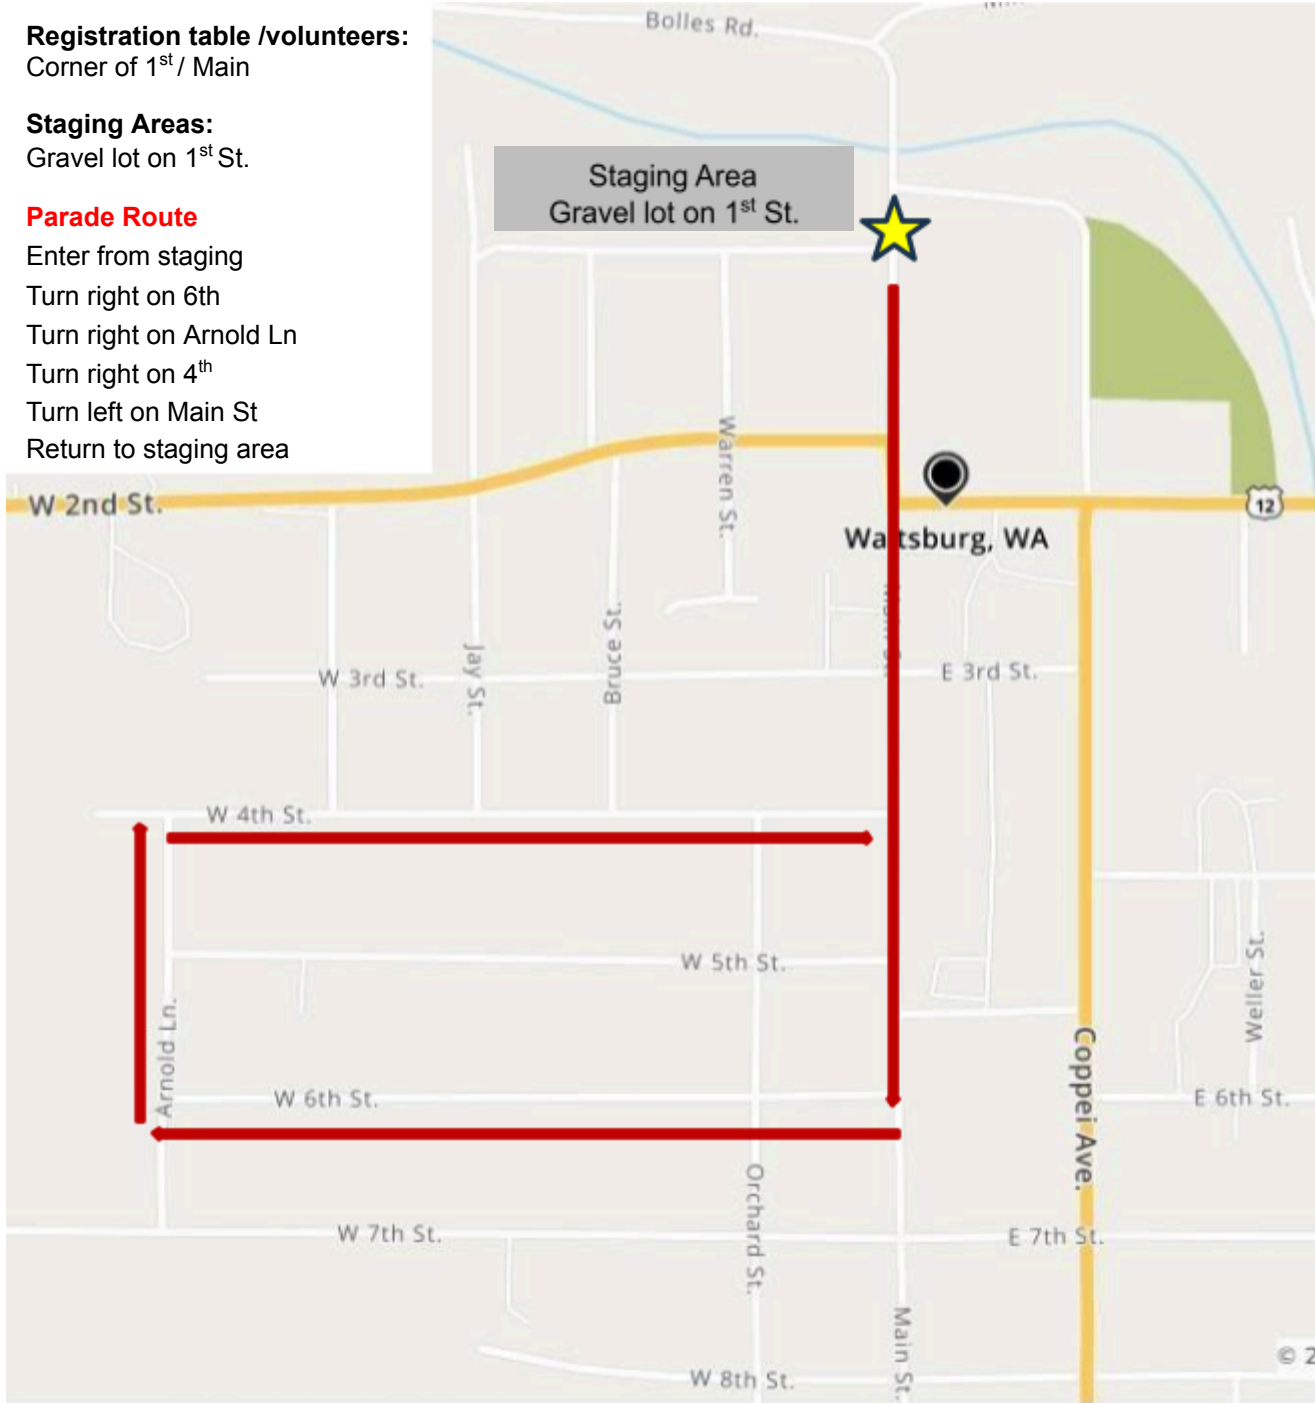 Registration table /volunteers:
Corner of 1st / Main
Staging Areas:
Gravel lot on 1st St.
Parade Route
Enter from staging
Turn right on 6th
Turn right on Arnold Ln
Turn right on 4th
Turn left on Main St
Return to staging area
Bolles Rd.
Staging Area
Gravel lot on 1st St.
W 2nd St.
Warren St.
12
Waitsburg, WA
Bruce St.
Jay St.
W 3rd St.
E 3rd St.
W 4th St.
W 5th St.
Weller St.
Arnold Ln.
Coppei Ave.
W 6th St.
E 6th St.
Orchard St.
W 7th St.
E 7th St.
Main St.
W 8th St.
© 2